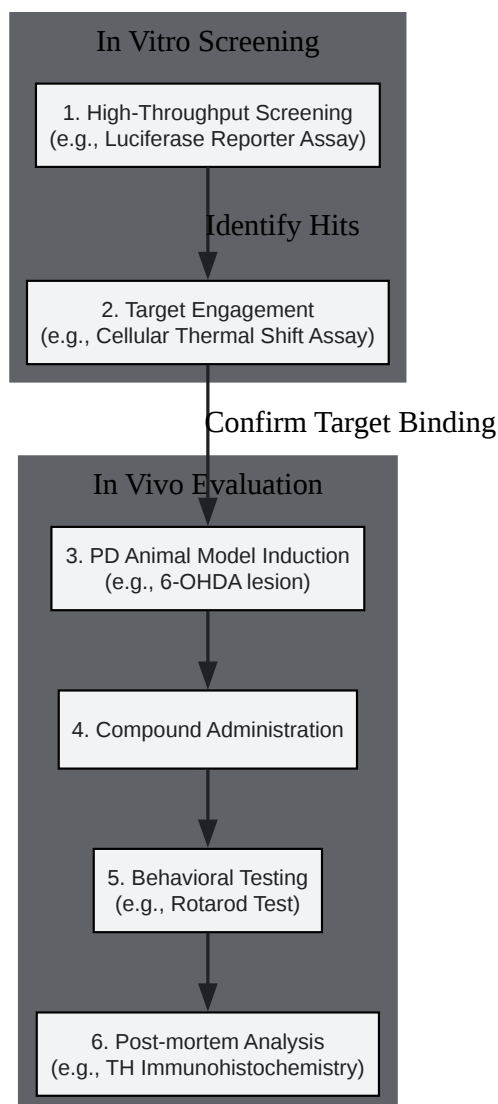 In Vitro Screening
1. High-Throughput Screening
(e.g., Luciferase Reporter Assay)
Identify Hits
2. Target Engagement
(e.g., Cellular Thermal Shift Assay)
Confirm Target Binding
In Vivo Evaluation
3. PD Animal Model Induction
(e.g., 6-OHDA lesion)
4. Compound Administration
5. Behavioral Testing
(e.g., Rotarod Test)
6. Post-mortem Analysis
(e.g., TH Immunohistochemistry)